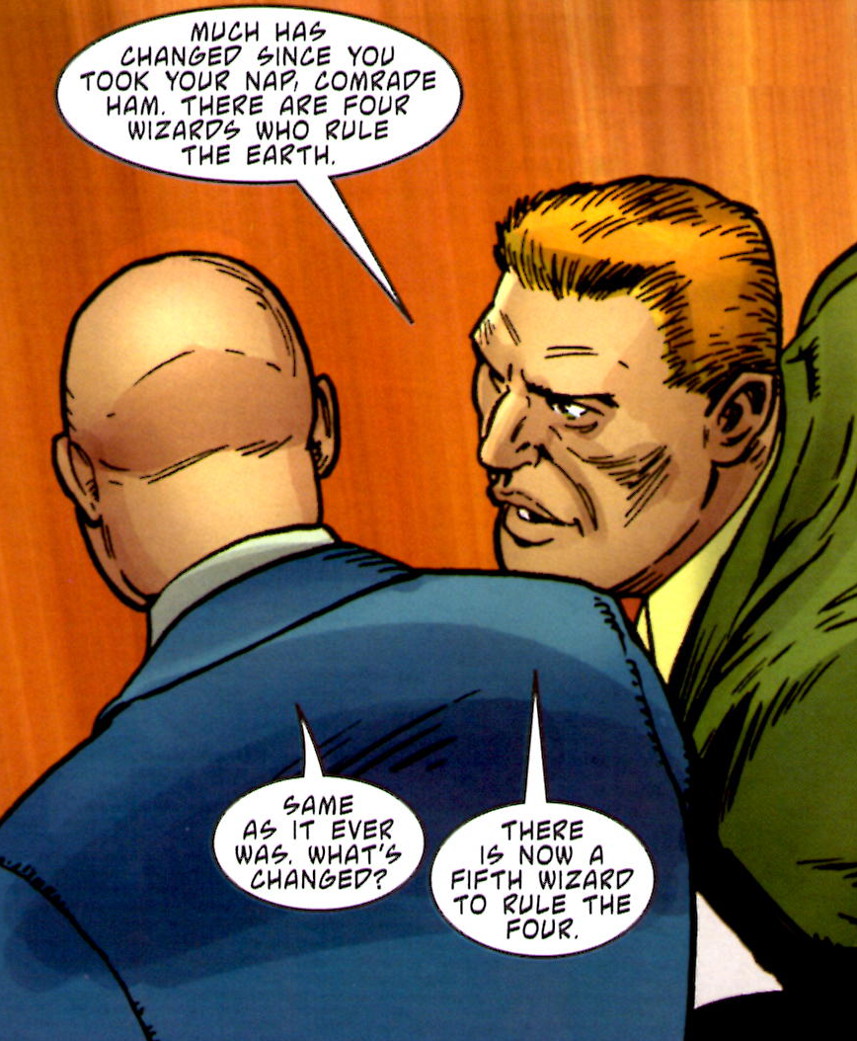 MUCH HAS
CHANGED SINCE YOU
TOOK YOUR NAP, COMRADE
HAM. THERE ARE FOUR
WIZARDS WHO RULE
THE EARTH.
SAME
AS IT EVER
WAS. WHAT'S
CHANGED?
THERE
IS NOW A
FIFTH WIZARD
TO RULE THE
FOUR.